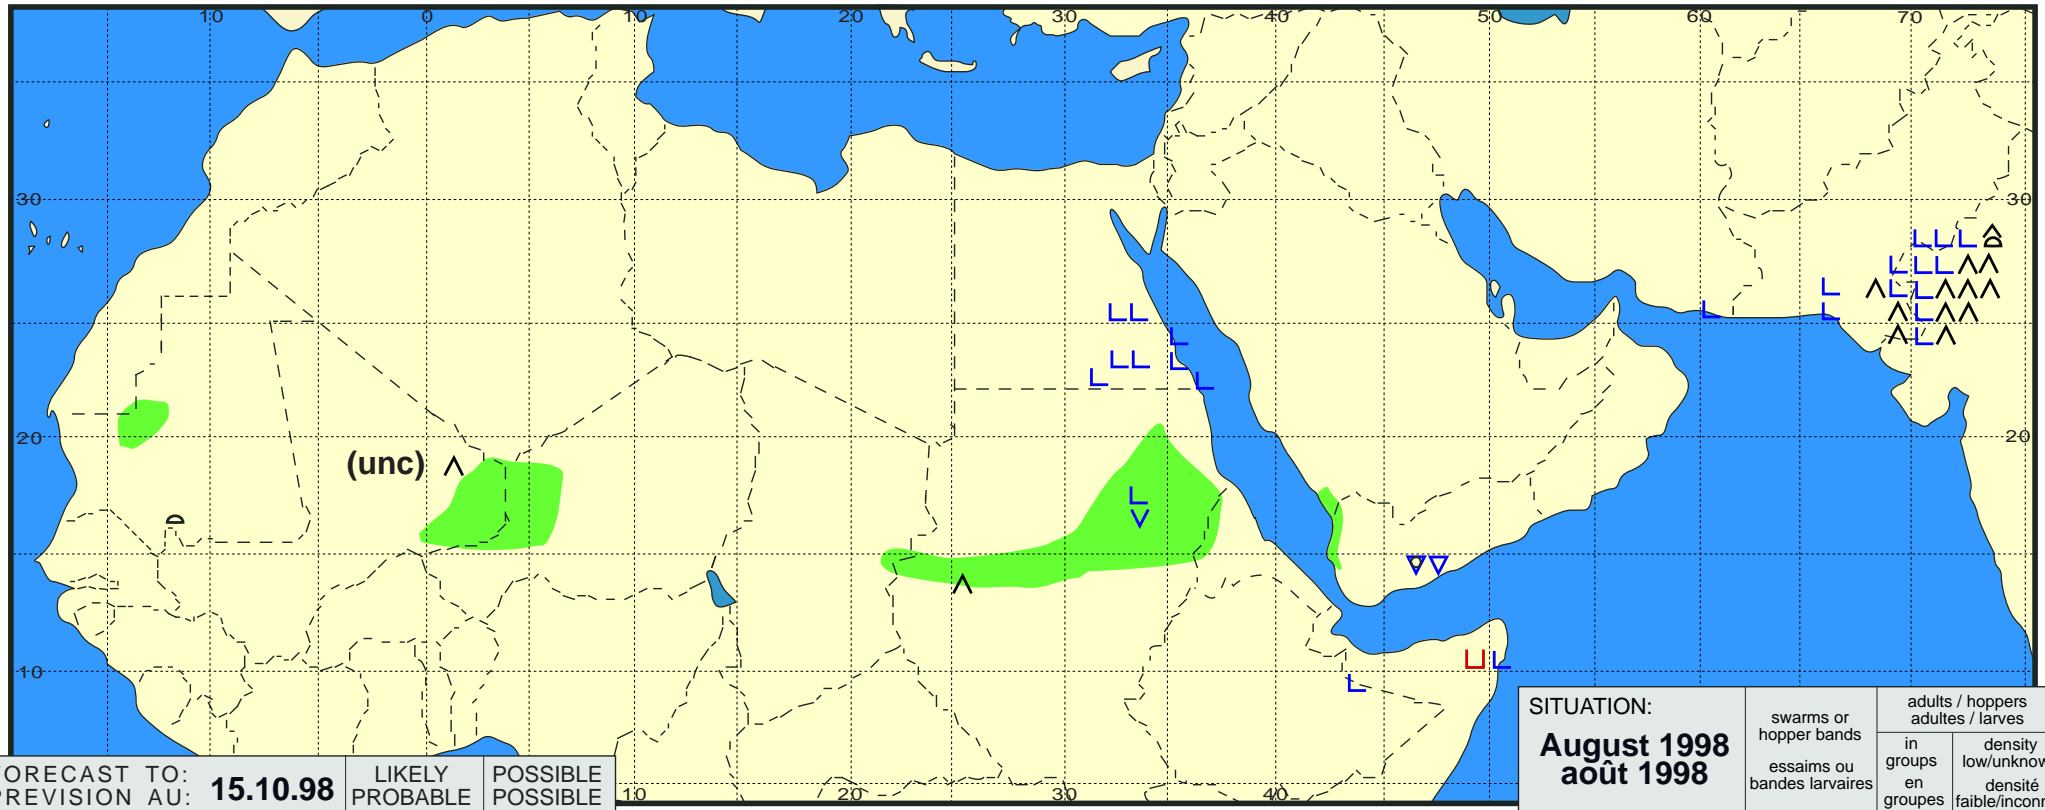 10 0 10 20 30 40 50 60 70
30 30
20 20
(unc)
10
10 20 30 40
FORECAST TO:
PREVISION AU:
15.10.98
LIKELY
PROBABLE
POSSIBLE
POSSIBLE
SITUATION:
August 1998
août 1998
swarms or
hopper bands
essaims ou
bandes larvaires
adults / hoppers
adultes / larves
in
groups
en
groupes
density
low/unknow
densité
faible/inconn